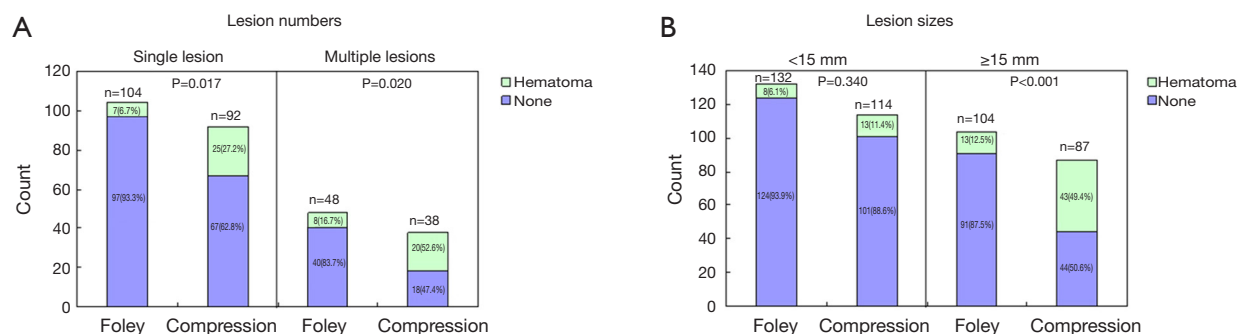 A
Lesion numbers
Single lesion
Multiple lesions
P=0.017
P=0.020
Hematoma
None
Count
120
100
80
60
40
20
0
n=104
7(6.7%)
97(93.3%)
n=92
25(27.2%)
67(62.8%)
n=48
8(16.7%)
40(83.7%)
n=38
20(52.6%)
18(47.4%)
Foley
Compression
Foley
Compression
B
Lesion sizes
<15 mm
≥15 mm
P=0.340
P<0.001
Hematoma
None
Count
140
120
100
80
60
40
20
0
n=132
8(6.1%)
124(93.9%)
n=114
13(11.4%)
101(88.6%)
n=104
13(12.5%)
91(87.5%)
n=87
43(49.4%)
44(50.6%)
Foley
Compression
Foley
Compression